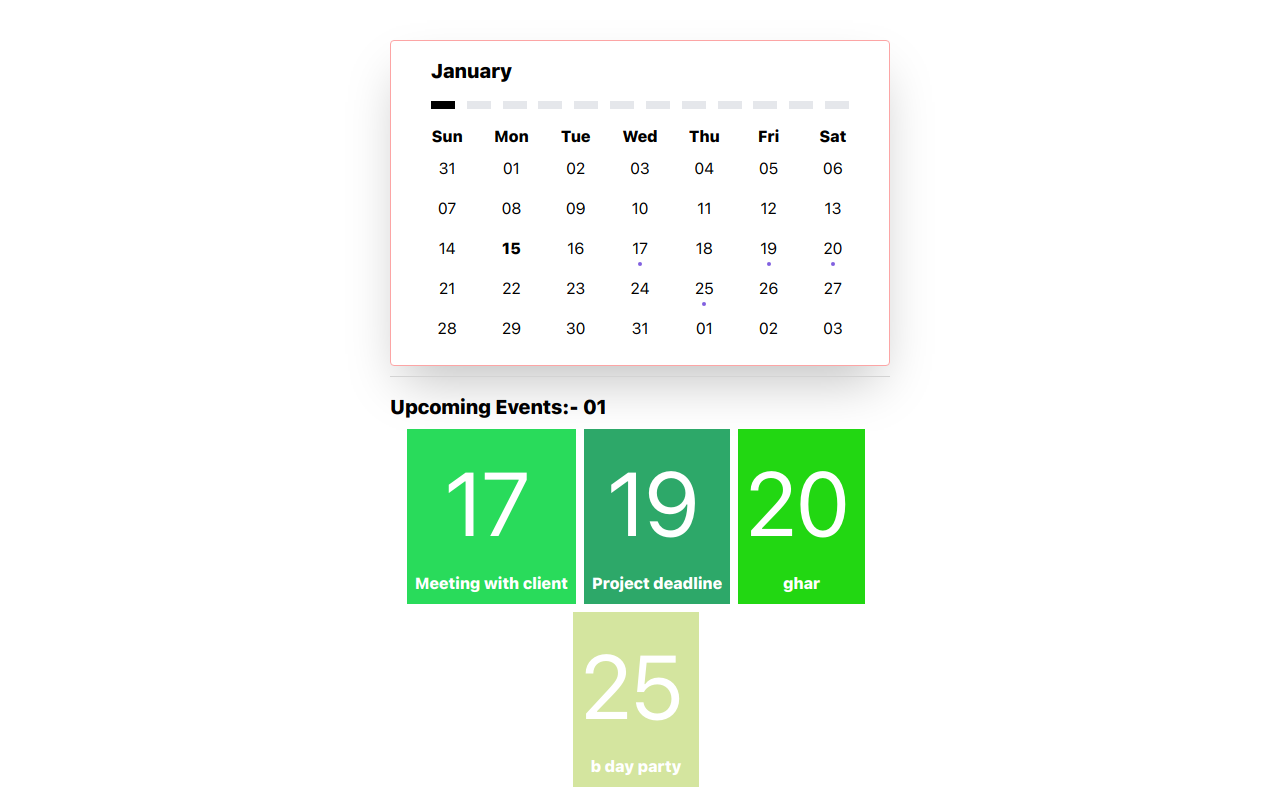 January
Sun Mon Tue Wed Thu Fri Sat
31 01 02 03 04 05 06
07 08 09 10 11 12 13
14 15 16 17 18 19 20
21 22 23 24 25 26 27
28 29 30 31 01 02 03
Upcoming Events:- 01
17 19 20
Meeting with client Project deadline ghar
25
b day party